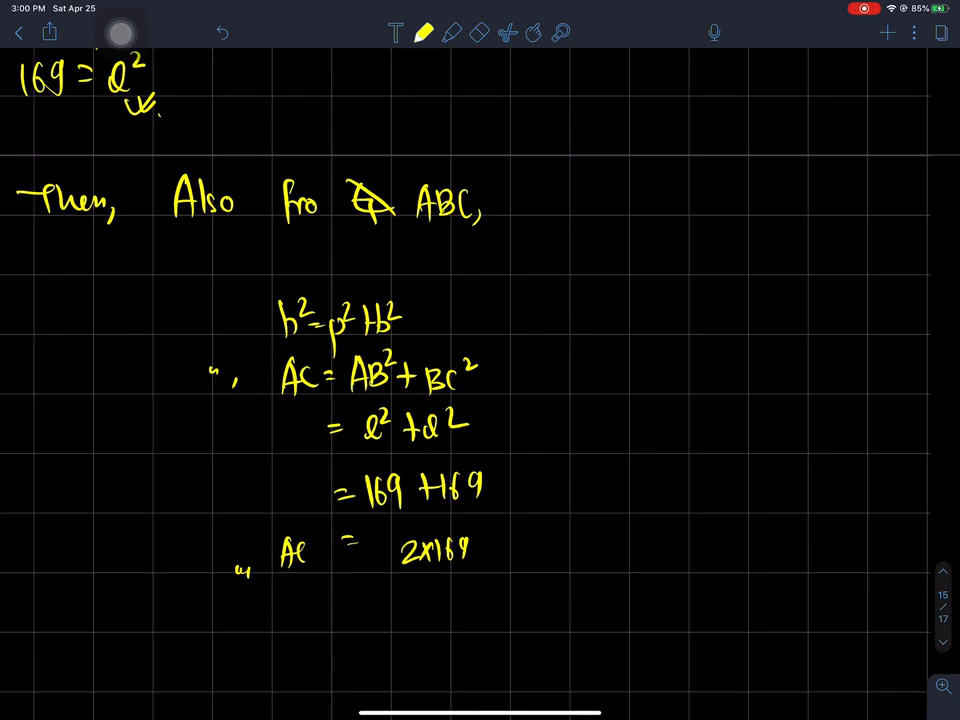 3:00 PM Sat Apr 25
85%
169 = l²
Then, Also fro ABC,
h² = p² + b²
", AC = AB² + BC²
= l² + l²
= 169 + 169
" AC = 2×169
15
/
17